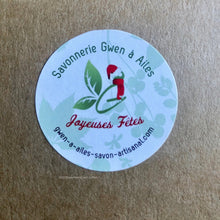 Savonnerie Gwen à Ailes
Joyeuses Fêtes
gwen-a-ailes-savon-artisanal.com